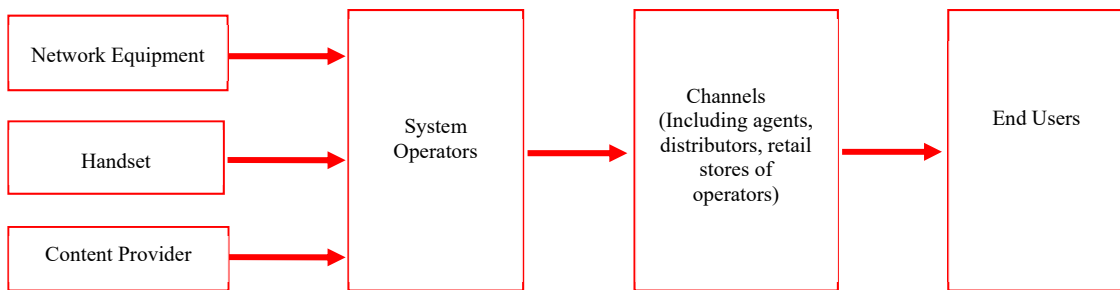 Network Equipment
Handset
Content Provider
System
Operators
Channels
(Including agents,
distributors, retail
stores of
operators)
End Users